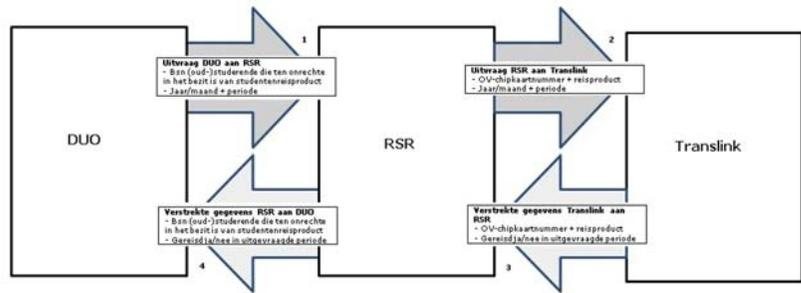 1
2
Uitvraag DUO aan RSR
- Bsn (oud-)studerende die ten onrechte
in het bezit is van studentenreisproduct
- Jaar/maand + periode
Uitvraag RSR aan Translink
- OV-chipkaartnummer + reisproduct
- Jaar/maand + periode
DUO
RSR
Translink
Verstrekte gegevens RSR aan DUO
- Bsn (oud-)studerende die ten onrechte
in het bezit is van studentenreisproduct
- Gereisd ja/nee in uitgevraagde periode
Verstrekte gegevens Translink aan
RSR
- OV-chipkaartnummer + reisproduct
- Gereisd ja/nee in uitgevraagde periode
4
3